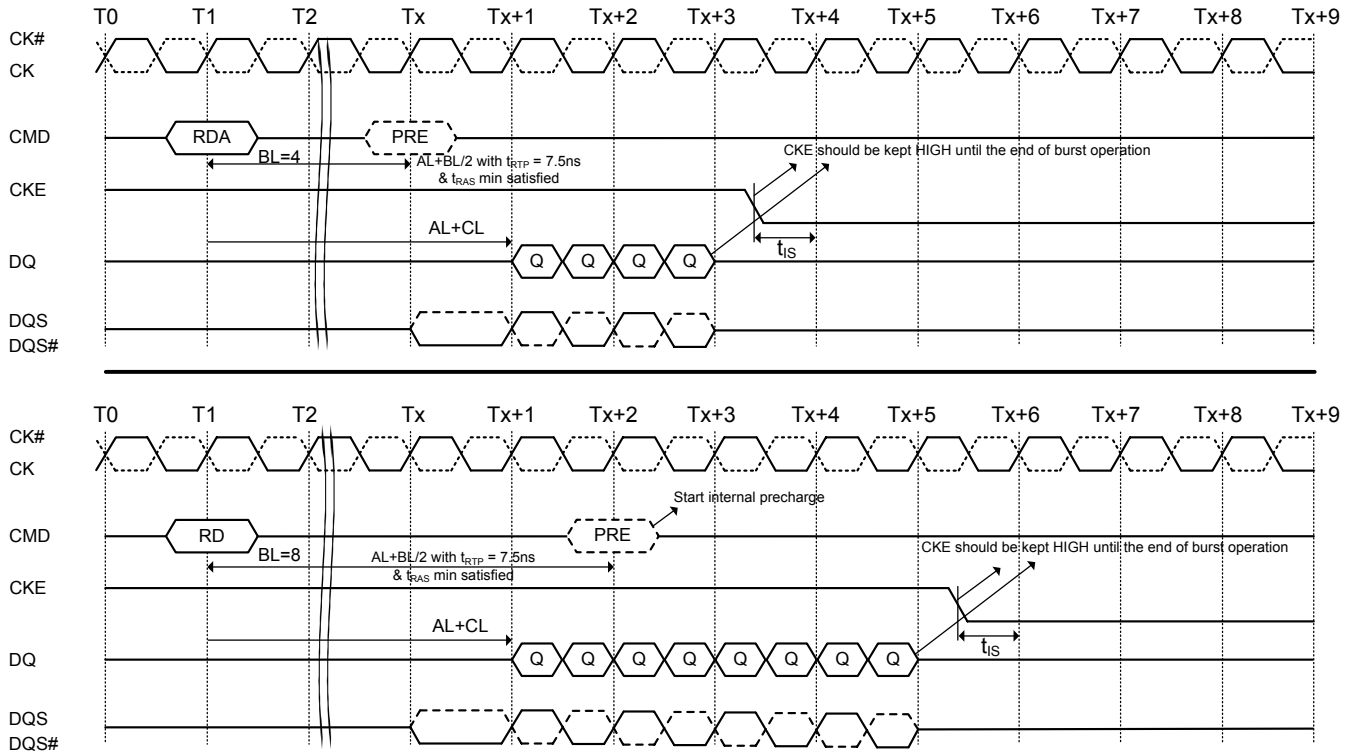 T0 T1 T2 Tx Tx+1 Tx+2 Tx+3 Tx+4 Tx+5 Tx+6 Tx+7 Tx+8 Tx+9
CK#
CK
CMD RDA PRE
BL=4 AL+BL/2 with tRTP = 7.5ns
& tRAS min satisfied
CKE should be kept HIGH until the end of burst operation
CKE
AL+CL
tIS
DQ Q Q Q Q
DQS
DQS#
T0 T1 T2 Tx Tx+1 Tx+2 Tx+3 Tx+4 Tx+5 Tx+6 Tx+7 Tx+8 Tx+9
CK#
CK
Start internal precharge
CMD RD PRE
BL=8 AL+BL/2 with tRTP = 7.5ns
& tRAS min satisfied
CKE should be kept HIGH until the end of burst operation
CKE
AL+CL
tIS
DQ Q Q Q Q Q Q Q Q
DQS
DQS#